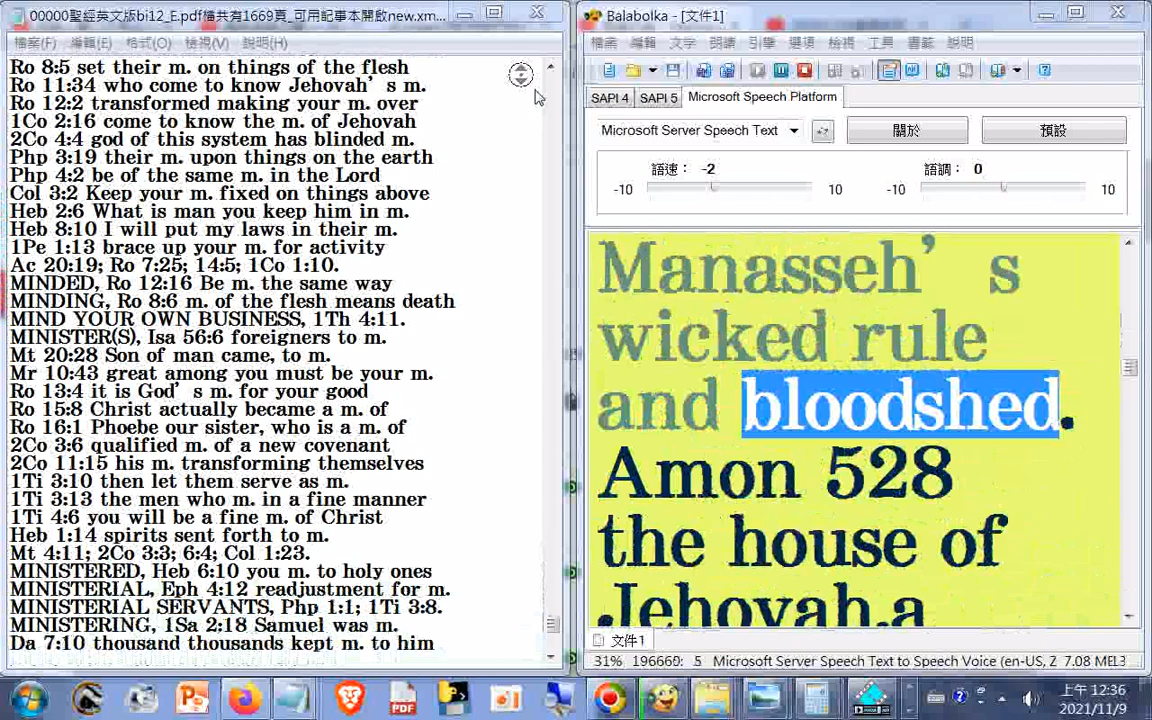 00000聖經英文版bi12_E.pdf檔共有1669頁_可用記事本開啟new.xm...
檔案(F) 編輯(E) 格式(O) 檢視(V) 說明(H)
Ro 8:5 set their m. on things of the flesh
Ro 11:34 who come to know Jehovah's m.
Ro 12:2 transformed making your m. over
1Co 2:16 come to know the m. of Jehovah
2Co 4:4 god of this system has blinded m.
Php 3:19 their m. upon things on the earth
Php 4:2 be of the same m. in the Lord
Col 3:2 Keep your m. fixed on things above
Heb 2:6 What is man you keep him in m.
Heb 8:10 I will put my laws in their m.
1Pe 1:13 brace up your m. for activity
Ac 20:19; Ro 7:25; 14:5; 1Co 1:10.
MINDED, Ro 12:16 Be m. the same way
MINDING, Ro 8:6 m. of the flesh means death
MIND YOUR OWN BUSINESS, 1Th 4:11.
MINISTER(S), Isa 56:6 foreigners to m.
Mt 20:28 Son of man came, to m.
Mr 10:43 great among you must be your m.
Ro 13:4 it is God's m. for your good
Ro 15:8 Christ actually became a m. of
Ro 16:1 Phoebe our sister, who is a m. of
2Co 3:6 qualified m. of a new covenant
2Co 11:15 his m. transforming themselves
1Ti 3:10 then let them serve as m.
1Ti 3:13 the men who m. in a fine manner
1Ti 4:6 you will be a fine m. of Christ
Heb 1:14 spirits sent forth to m.
Mt 4:11; 2Co 3:3; 6:4; Col 1:23.
MINISTERED, Heb 6:10 you m. to holy ones
MINISTERIAL, Eph 4:12 readjustment for m.
MINISTERIAL SERVANTS, Php 1:1; 1Ti 3:8.
MINISTERING, 1Sa 2:18 Samuel was m.
Da 7:10 thousand thousands kept m. to him
Balabolka - [文件1]
檔案 編輯 文字 朗讀 引擎 選項 檢視 工具 書籤 說明
SAPI 4 SAPI 5 Microsoft Speech Platform
Microsoft Server Speech Text 關於 預設
語速： -2 語調： 0
-10 10 -10 10
Manasseh's
wicked rule
and bloodshed.
Amon 528
the house of
Jehovah.a
文件1
31% 196669: 5 Microsoft Server Speech Text to Speech Voice (en-US, 2 7.08 MEL3
PDF
上午 12:36
2021/11/9